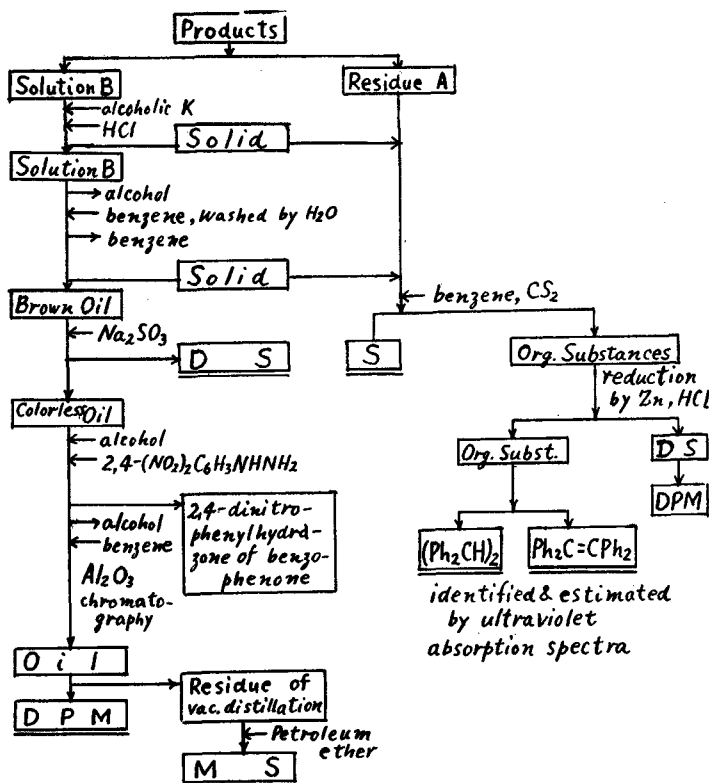 Products
Solution B
Residue A
alcoholic K
HCl
Solid
Solution B
alcohol
benzene, washed by H2O
benzene
Solid
Brown Oil
benzene, CS2
Na2SO3
D S
S
Org. Substances
reduction
by Zn, HCl
Colorless Oil
alcohol
2,4-(NO2)2C6H3NHNH2
Org. Subst.
D S
DPM
alcohol
benzene
2,4-dinitro-
phenylhydra-
zone of benzo-
phenone
Al2O3
chromato-
graphy
(Ph2CH)2
Ph2C=CPh2
identified & estimated
by ultraviolet
absorption spectra
Oil
D P M
Residue of
vac. distillation
Petroleum
ether
M S